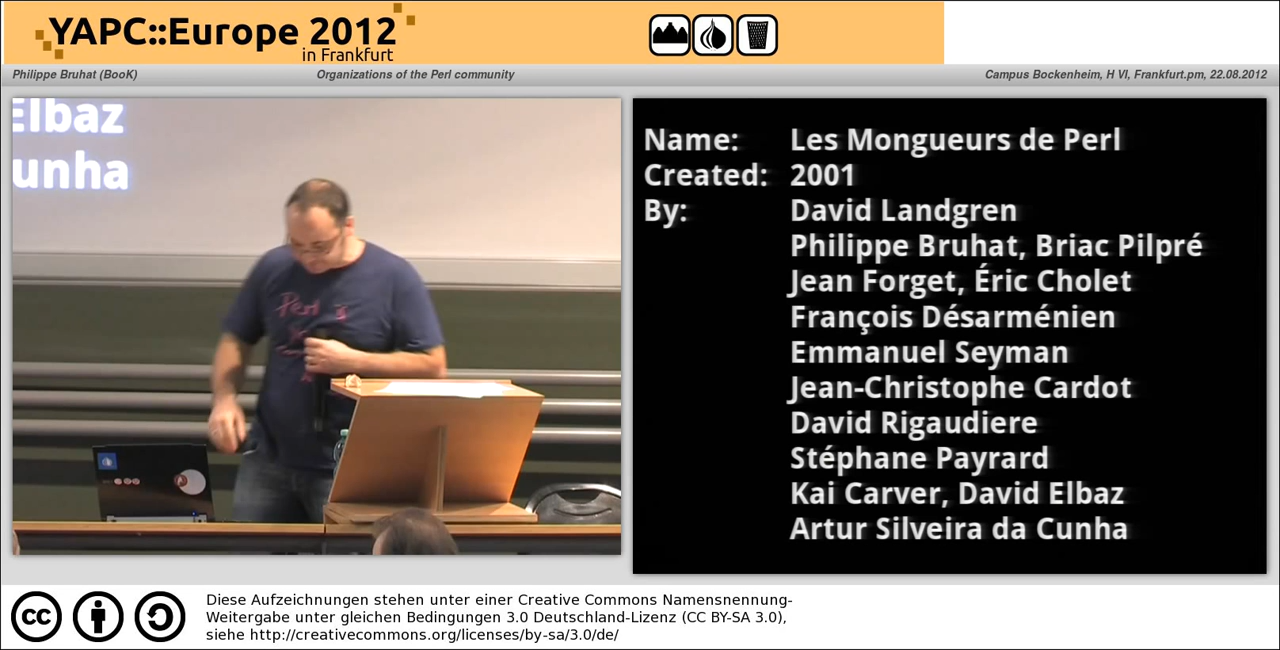 YAPC::Europe 2012
in Frankfurt
Philippe Bruhat (BooK)
Organizations of the Perl community
Campus Bockenheim, H VI, Frankfurt.pm, 22.08.2012
Elbaz
unha
Perl
Name: Les Mongueurs de Perl
Created: 2001
By: David Landgren
Philippe Bruhat, Briac Pilpré
Jean Forget, Éric Cholet
François Désarménien
Emmanuel Seyman
Jean-Christophe Cardot
David Rigaudiere
Stéphane Payrard
Kai Carver, David Elbaz
Artur Silveira da Cunha
cc
Diese Aufzeichnungen stehen unter einer Creative Commons Namensnennung-
Weitergabe unter gleichen Bedingungen 3.0 Deutschland-Lizenz (CC BY-SA 3.0),
siehe http://creativecommons.org/licenses/by-sa/3.0/de/